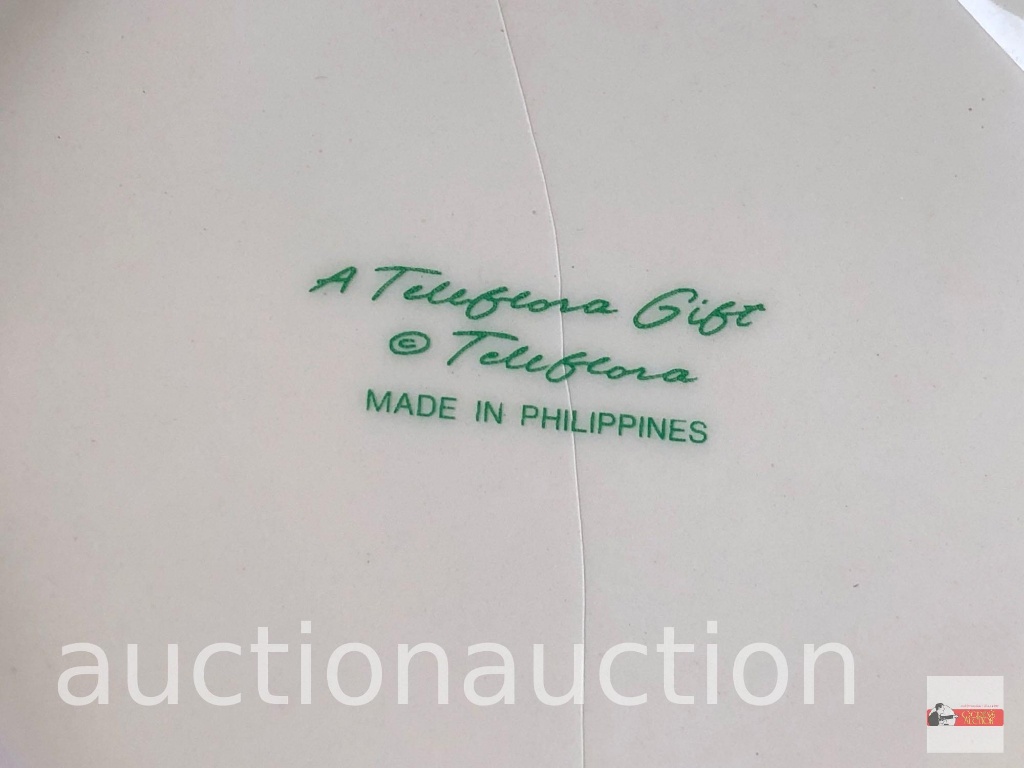 A Teleflora Gift
© Teleflora
MADE IN PHILIPPINES
auctionauction